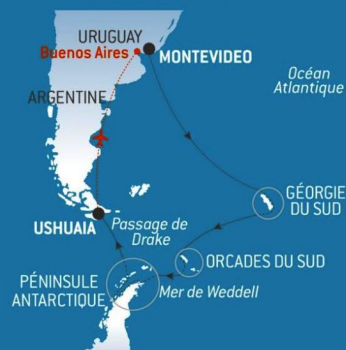 URUGUAY
Buenos Aires
MONTEVIDEO
Océan
Atlantique
ARGENTINE
GÉORGIE
DU SUD
USHUAIA
Passage de
Drake
ORCADES DU SUD
PÉNINSULE
ANTARCTIQUE
Mer de Weddell